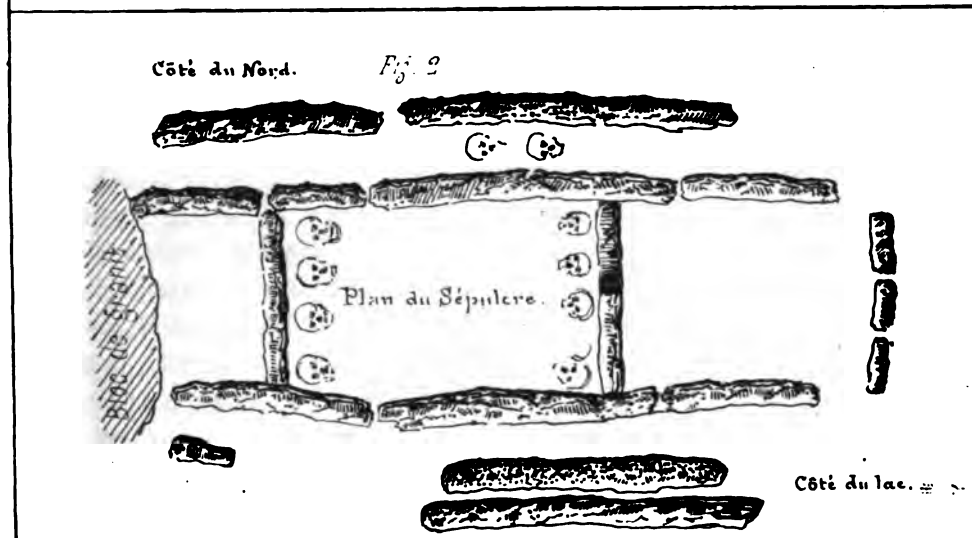 Côté du Nord. Fig. 2
Bloc de granit
Plan du Sépulcre.
Côté du lac.